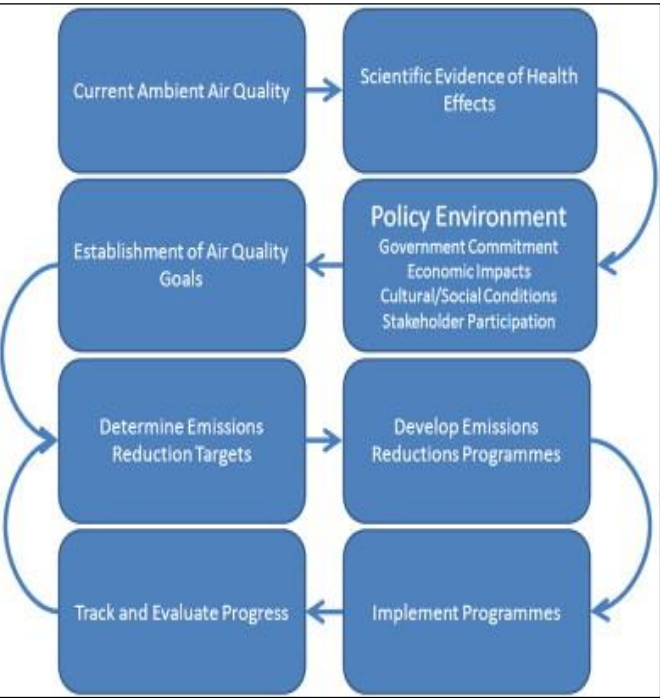 Current Ambient Air Quality
Scientific Evidence of Health
Effects
Policy Environment
Government Commitment
Economic Impacts
Cultural/Social Conditions
Stakeholder Participation
Establishment of Air Quality
Goals
Determine Emissions
Reduction Targets
Develop Emissions
Reductions Programmes
Implement Programmes
Track and Evaluate Progress